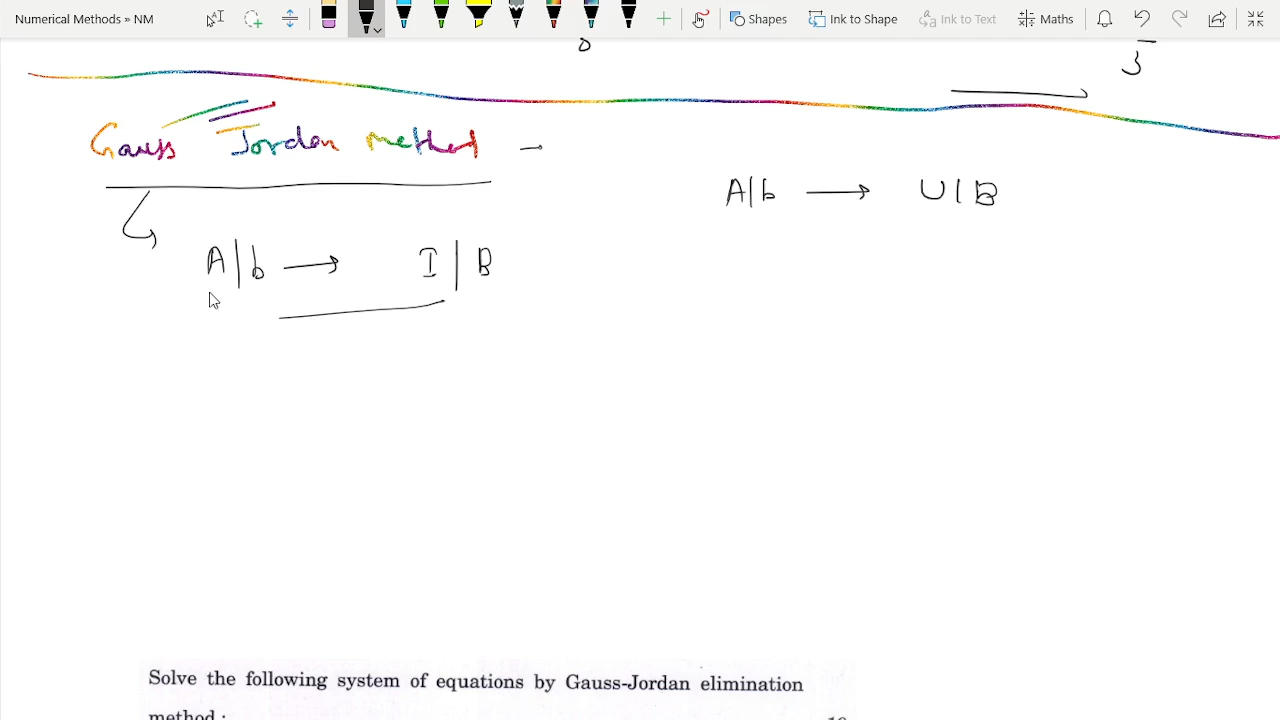 Numerical Methods » NM
Shapes
Ink to Shape
Ink to Text
Maths
3
Gauss Jordan method -
A|b → U|B
A|b → I|B
Solve the following system of equations by Gauss-Jordan elimination
method :